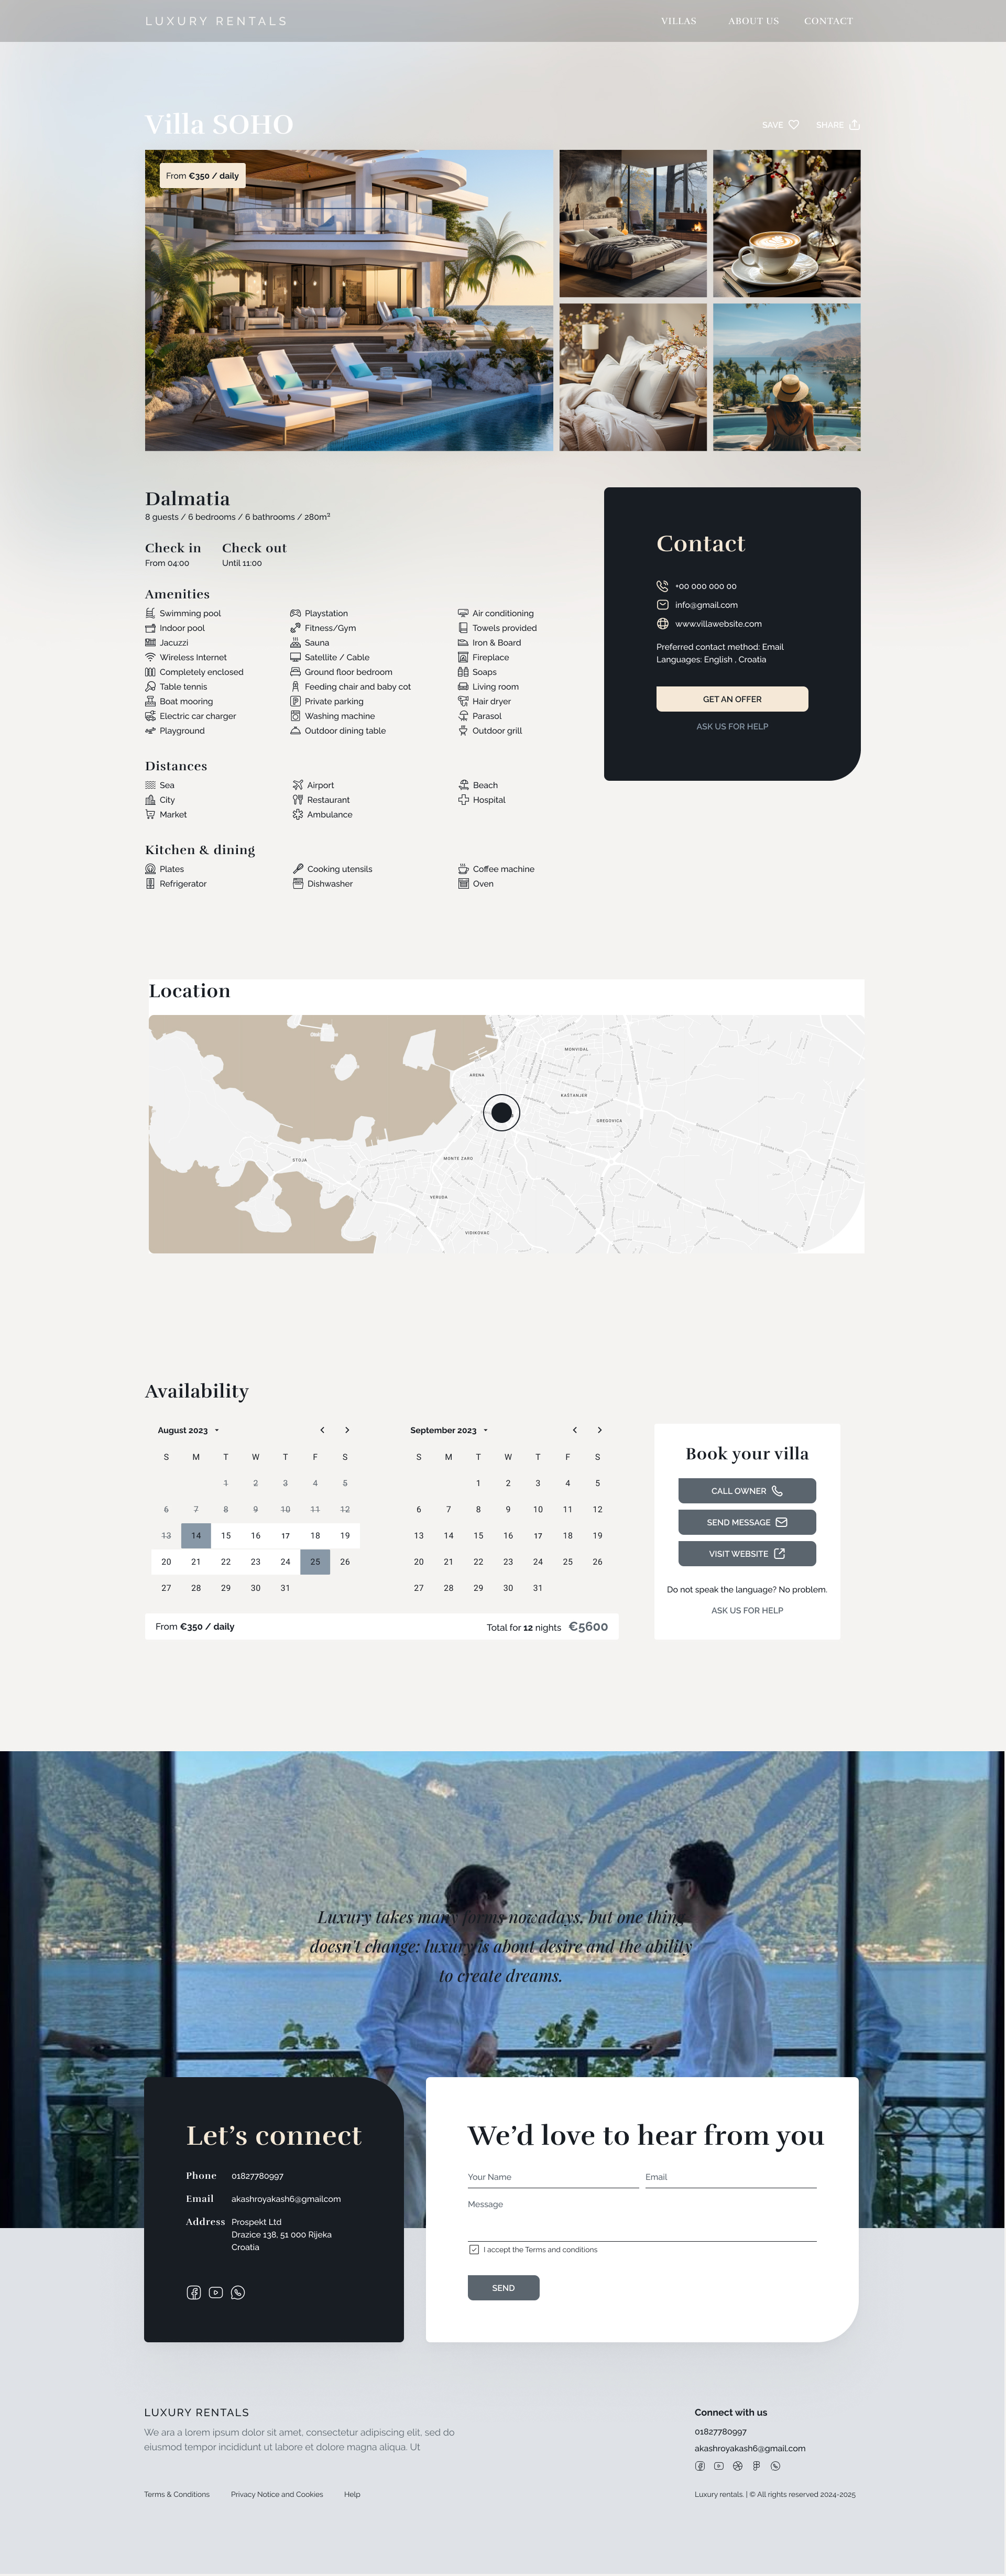 LUXURY RENTALS
VILLAS ABOUT US CONTACT
Villa SOHO
SAVE SHARE
From €350 / daily
Dalmatia
8 guests / 6 bedrooms / 6 bathrooms / 280m²
Check in Check out
From 04:00 Until 11:00
Amenities
Swimming pool Playstation Air conditioning
Indoor pool Fitness/Gym Towels provided
Jacuzzi Sauna Iron & Board
Wireless Internet Satellite / Cable Fireplace
Completely enclosed Ground floor bedroom Soaps
Table tennis Feeding chair and baby cot Living room
Boat mooring Private parking Hair dryer
Electric car charger Washing machine Parasol
Playground Outdoor dining table Outdoor grill
Distances
Sea Airport Beach
City Restaurant Hospital
Market Ambulance
Kitchen & dining
Plates Cooking utensils Coffee machine
Refrigerator Dishwasher Oven
Contact
+00 000 000 00
info@gmail.com
www.villawebsite.com
Preferred contact method: Email
Languages: English , Croatia
GET AN OFFER
ASK US FOR HELP
Location
MONVIDAL
ARENA
KAŠTANJER
GREGOVICA
MONTE ZARO
STOJA
VERUDA
VIDIKOVAC
Availability
August 2023
S M T W T F S
1 2 3 4 5
6 7 8 9 10 11 12
13 14 15 16 17 18 19
20 21 22 23 24 25 26
27 28 29 30 31
September 2023
S M T W T F S
1 2 3 4 5
6 7 8 9 10 11 12
13 14 15 16 17 18 19
20 21 22 23 24 25 26
27 28 29 30 31
From €350 / daily Total for 12 nights €5600
Book your villa
CALL OWNER
SEND MESSAGE
VISIT WEBSITE
Do not speak the language? No problem.
ASK US FOR HELP
Luxury takes many forms nowadays, but one thing
doesn't change: luxury is about desire and the ability
to create dreams.
Let's connect
Phone 01827780997
Email akashroyakash6@gmailcom
Address Prospekt Ltd
Drazice 138, 51 000 Rijeka
Croatia
We'd love to hear from you
Your Name Email
Message
I accept the Terms and conditions
SEND
LUXURY RENTALS
We ara a lorem ipsum dolor sit amet, consectetur adipiscing elit, sed do
eiusmod tempor incididunt ut labore et dolore magna aliqua. Ut
Connect with us
01827780997
akashroyakash6@gmail.com
Terms & Conditions Privacy Notice and Cookies Help
Luxury rentals. | © All rights reserved 2024-2025